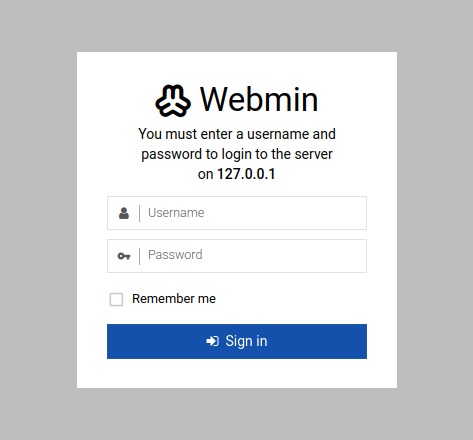 Webmin
You must enter a username and
password to login to the server
on 127.0.0.1
Username
Password
Remember me
Sign in